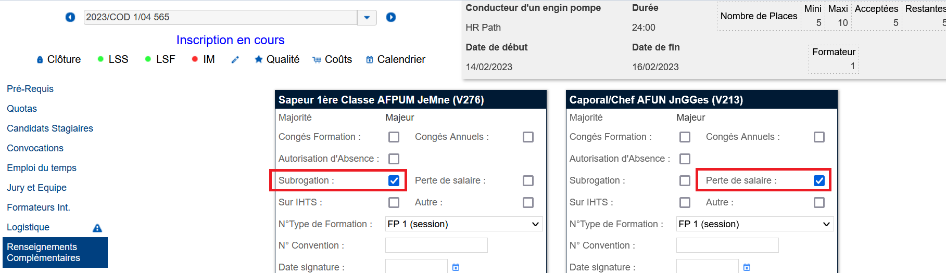 2023/COD 1/04 565
Inscription en cours
Clôture LSS LSF IM Qualité Coûts Calendrier
Conducteur d'un engin pompe Durée
HR Path 24:00
Date de début Date de fin
14/02/2023 16/02/2023
Mini Maxi Acceptées Restantes
Nombre de Places 5 10 5 5
Formateur
1
Pré-Requis
Quotas
Candidats Stagiaires
Convocations
Emploi du temps
Jury et Equipe
Formateurs Int.
Logistique
Renseignements
Complémentaires
Sapeur 1ère Classe AFPUM JeMne (V276)
Majorité Majeur
Congés Formation : Congés Annuels :
Autorisation d'Absence :
Subrogation : Perte de salaire :
Sur IHTS : Autre :
N°Type de Formation : FP 1 (session)
N° Convention :
Date signature :
Caporal/Chef AFUN JnGGes (V213)
Majorité Majeur
Congés Formation : Congés Annuels :
Autorisation d'Absence :
Subrogation : Perte de salaire :
Sur IHTS : Autre :
N°Type de Formation : FP 1 (session)
N° Convention :
Date signature :